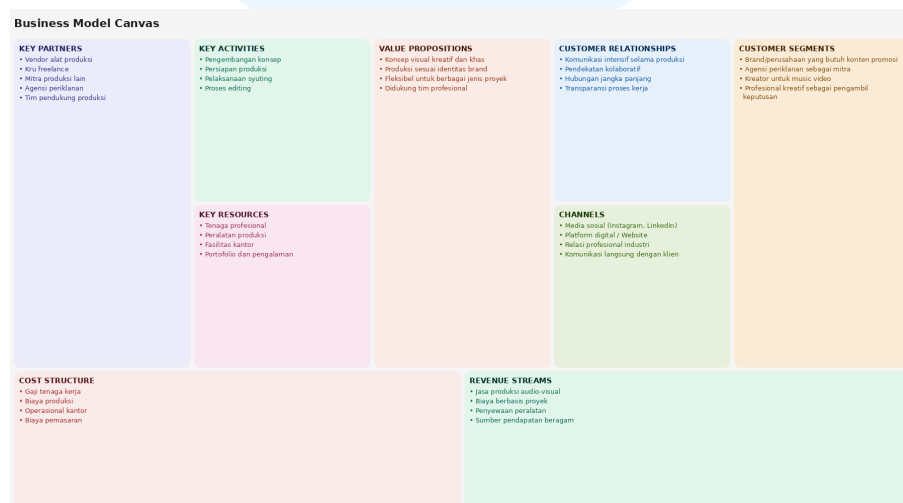 Business Model Canvas
KEY PARTNERS
• Vendor alat produksi
• Kru freelance
• Mitra produksi lain
• Agensi periklanan
• Tim pendukung produksi
KEY ACTIVITIES
• Pengembangan konsep
• Persiapan produksi
• Pelaksanaan syuting
• Proses editing
KEY RESOURCES
• Tenaga profesional
• Peralatan produksi
• Fasilitas kantor
• Portofolio dan pengalaman
VALUE PROPOSITIONS
• Konsep visual kreatif dan khas
• Produksi sesuai identitas brand
• Fleksibel untuk berbagai jenis proyek
• Didukung tim profesional
CUSTOMER RELATIONSHIPS
• Komunikasi intensif selama produksi
• Pendekatan kolaboratif
• Hubungan jangka panjang
• Transparansi proses kerja
CHANNELS
• Media sosial (Instagram, LinkedIn)
• Platform digital / Website
• Relasi profesional industri
• Komunikasi langsung dengan klien
CUSTOMER SEGMENTS
• Brand/perusahaan yang butuh konten promosi
• Agensi periklanan sebagai mitra
• Kreator untuk music video
• Profesional kreatif sebagai pengambil
keputusan
COST STRUCTURE
• Gaji tenaga kerja
• Biaya produksi
• Operasional kantor
• Biaya pemasaran
REVENUE STREAMS
• Jasa produksi audio-visual
• Biaya berbasis proyek
• Penyewaan peralatan
• Sumber pendapatan beragam